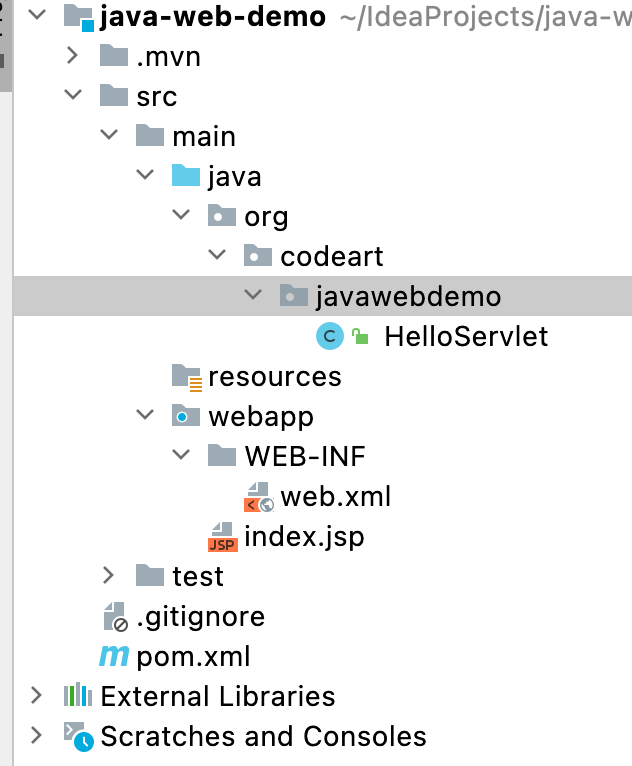 java-web-demo ~/IdeaProjects/java-w
.mvn
src
main
java
org
codeart
javawebdemo
C HelloServlet
resources
webapp
WEB-INF
web.xml
JSP index.jsp
test
.gitignore
m pom.xml
External Libraries
Scratches and Consoles